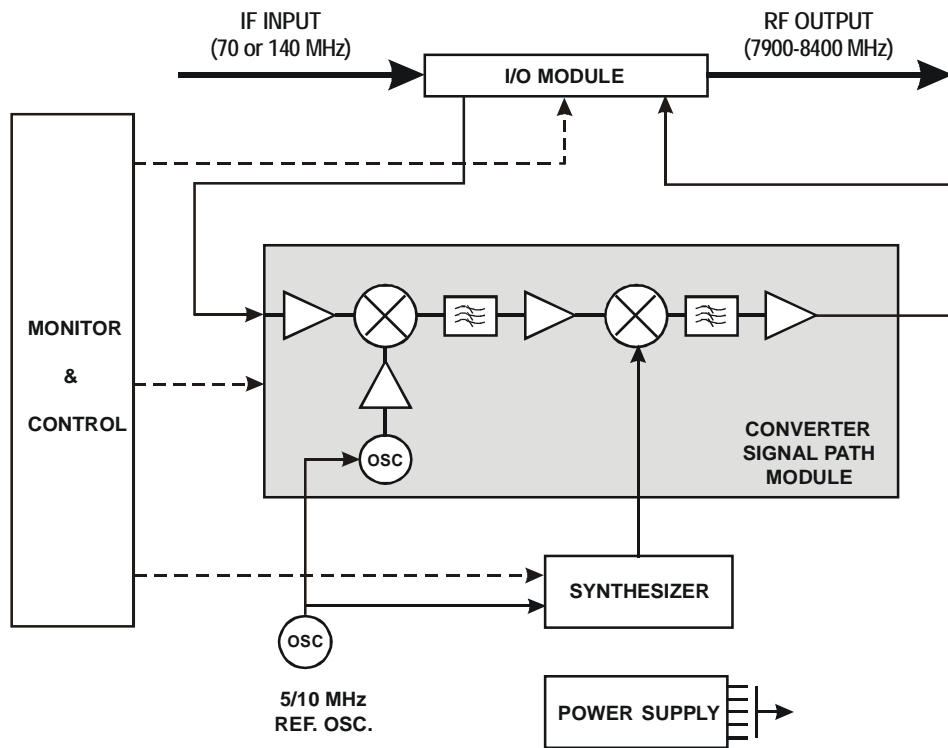 IF INPUT
(70 or 140 MHz)
RF OUTPUT
(7900-8400 MHz)
I/O MODULE
MONITOR
&
CONTROL
OSC
CONVERTER
SIGNAL PATH
MODULE
SYNTHESIZER
OSC
5/10 MHz
REF. OSC.
POWER SUPPLY